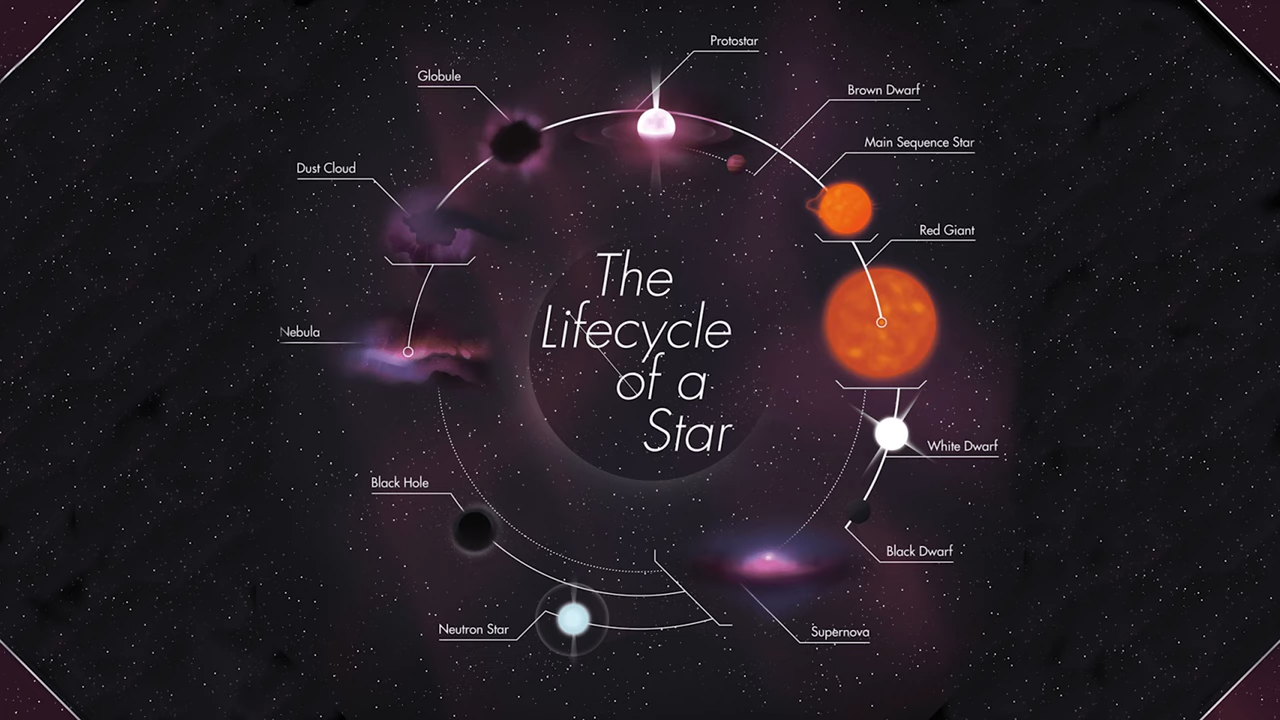 Protostar
Globule
Brown Dwarf
Main Sequence Star
Dust Cloud
Red Giant
The
Lifecycle
of a
Star
Nebula
White Dwarf
Black Hole
Black Dwarf
Neutron Star
Supernova